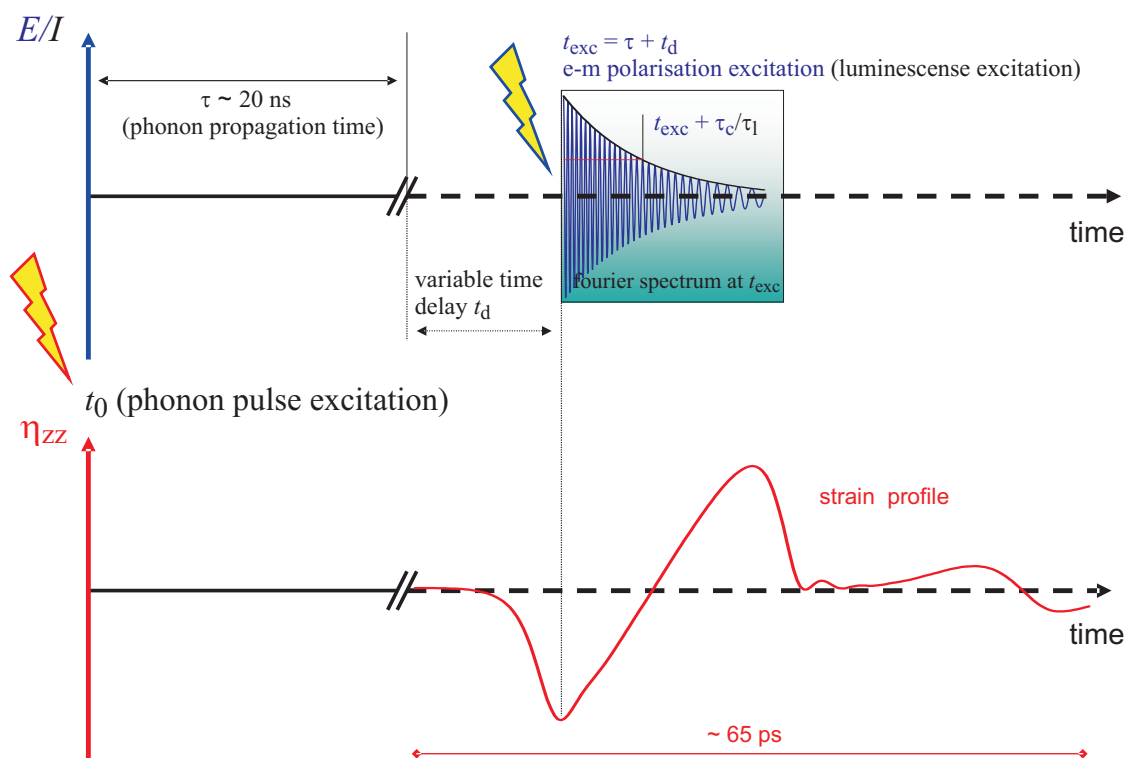 E/I
τ ~ 20 ns
(phonon propagation time)
t_exc = τ + t_d
e-m polarisation excitation (luminescense excitation)
t_exc + τ_c/τ_l
time
variable time
delay t_d
fourier spectrum at t_exc
t_0 (phonon pulse excitation)
η_zz
strain profile
time
~ 65 ps